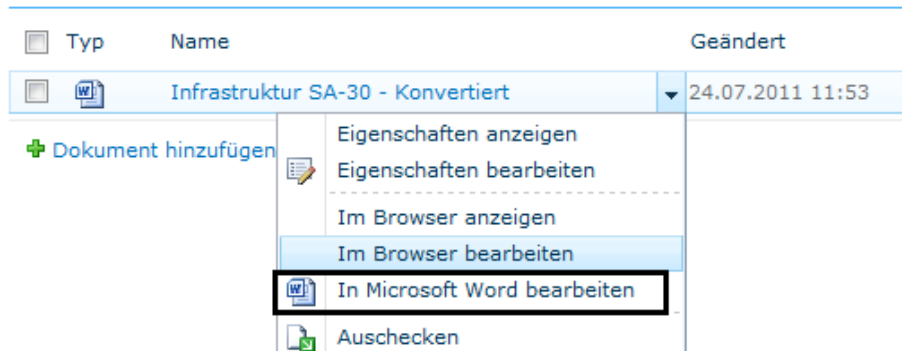 Typ Name Geändert
Infrastruktur SA-30 - Konvertiert 24.07.2011 11:53
Dokument hinzufügen
Eigenschaften anzeigen
Eigenschaften bearbeiten
Im Browser anzeigen
Im Browser bearbeiten
In Microsoft Word bearbeiten
Auschecken